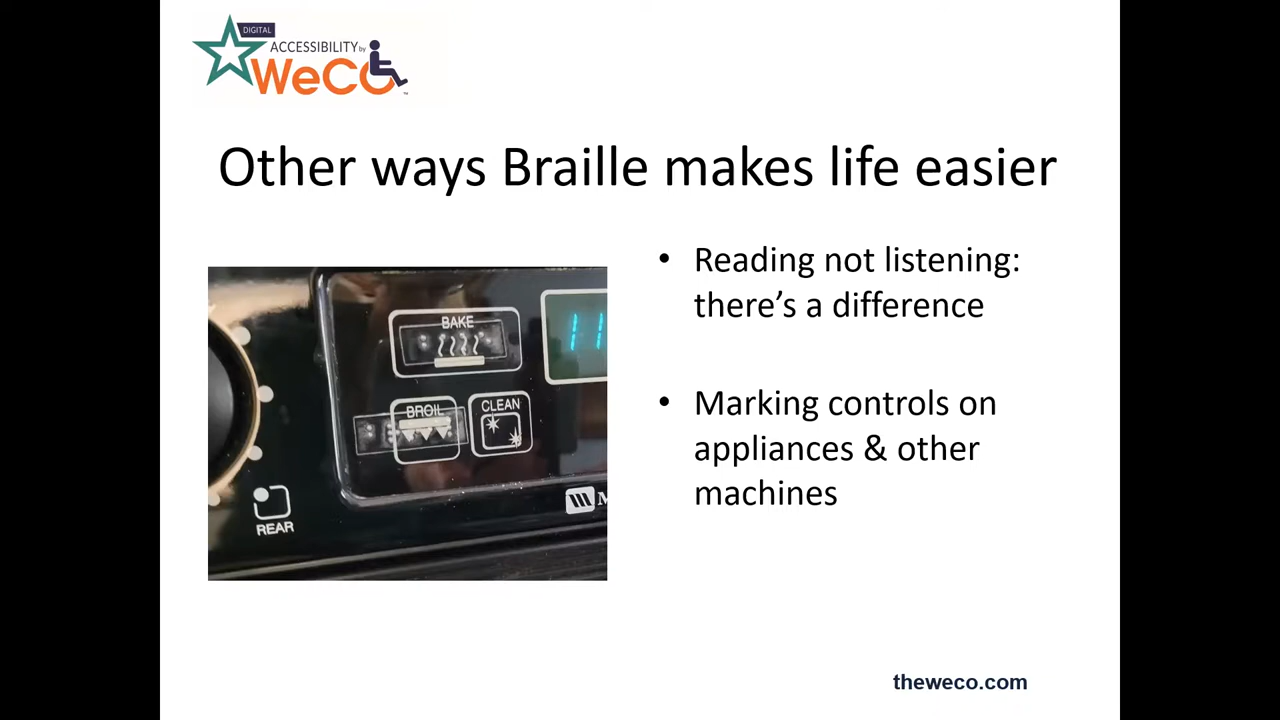 DIGITAL
ACCESSIBILITY by
WeCO
Other ways Braille makes life easier
BAKE
BROIL
CLEAN
REAR
11
M
• Reading not listening:
there's a difference
• Marking controls on
appliances & other
machines
theweco.com